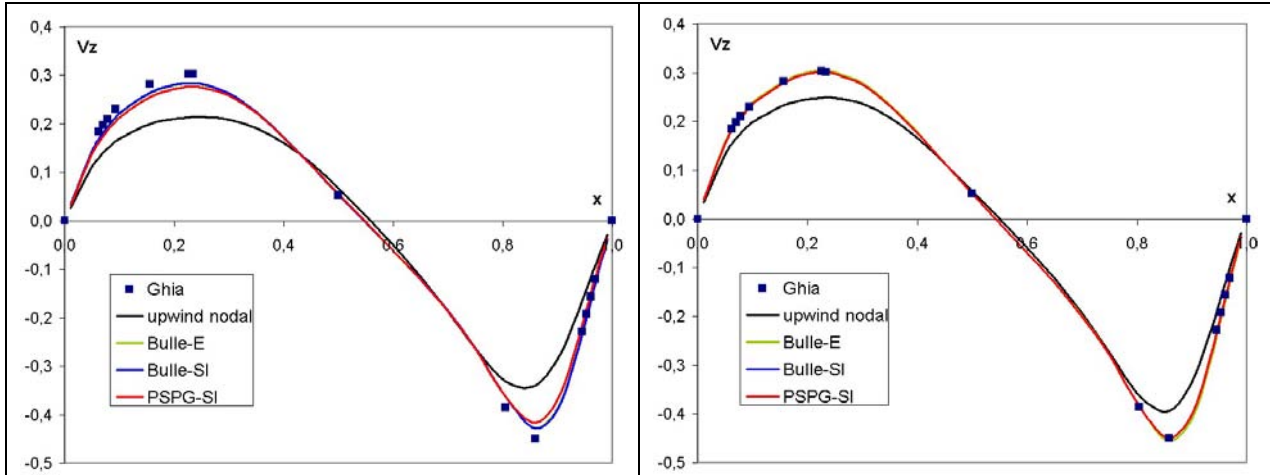 0,4
Vz
0,3
0,2
0,1
x
0,0
0,0 0,2 0,4 0,6 0,8 1,0
-0,1
-0,2
-0,3
-0,4
-0,5
Ghia
upwind nodal
Bulle-E
Bulle-SI
PSPG-SI
0,4
Vz
0,3
0,2
0,1
x
0,0
0,0 0,2 0,4 0,6 0,8 1,0
-0,1
-0,2
-0,3
-0,4
-0,5
Ghia
upwind nodal
Bulle-E
Bulle-SI
PSPG-SI